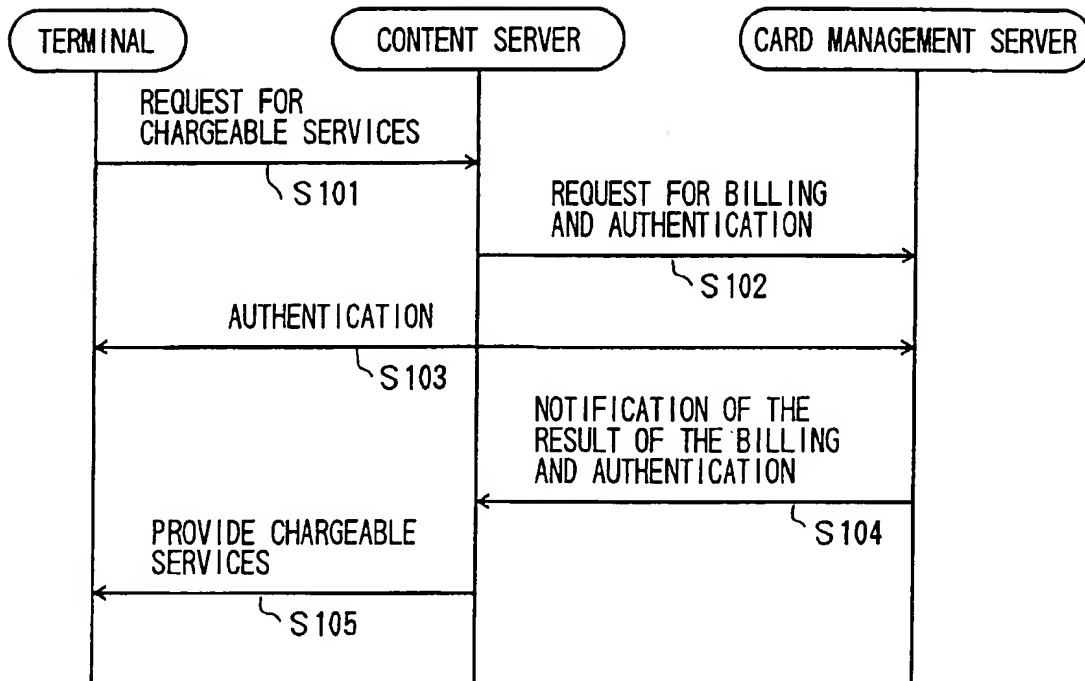 TERMINAL
CONTENT SERVER
CARD MANAGEMENT SERVER
REQUEST FOR
CHARGEABLE SERVICES
S101
REQUEST FOR BILLING
AND AUTHENTICATION
S102
AUTHENTICATION
S103
NOTIFICATION OF THE
RESULT OF THE BILLING
AND AUTHENTICATION
S104
PROVIDE CHARGEABLE
SERVICES
S105